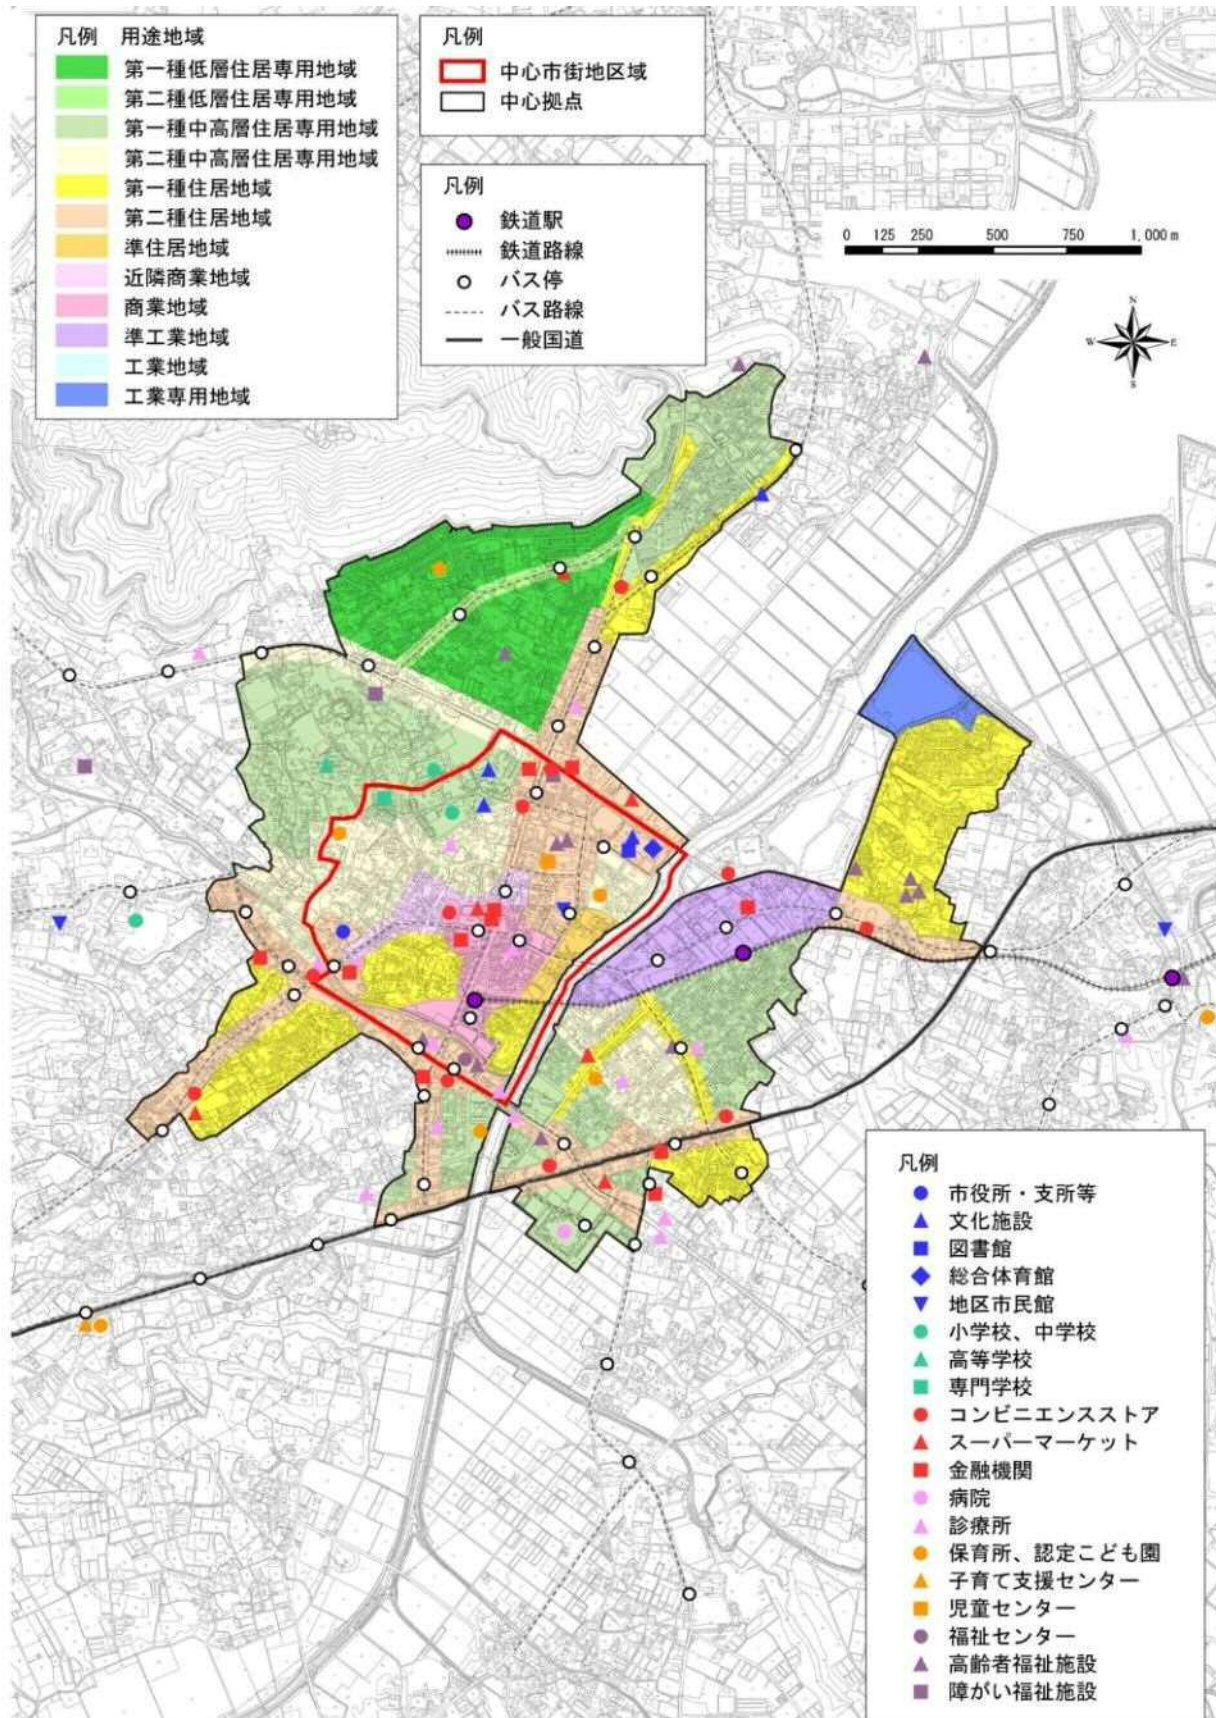 凡例 用途地域
第一種低層住居専用地域
第二種低層住居専用地域
第一種中高層住居専用地域
第二種中高層住居専用地域
第一種住居地域
第二種住居地域
準住居地域
近隣商業地域
商業地域
準工業地域
工業地域
工業専用地域
凡例
中心市街地区域
中心拠点
凡例
鉄道駅
鉄道路線
バス停
バス路線
一般国道
0 125 250 500 750 1,000 m
N
W E
S
凡例
市役所・支所等
文化施設
図書館
総合体育館
地区市民館
小学校、中学校
高等学校
専門学校
コンビニエンスストア
スーパーマーケット
金融機関
病院
診療所
保育所、認定こども園
子育て支援センター
児童センター
福祉センター
高齢者福祉施設
障がい福祉施設